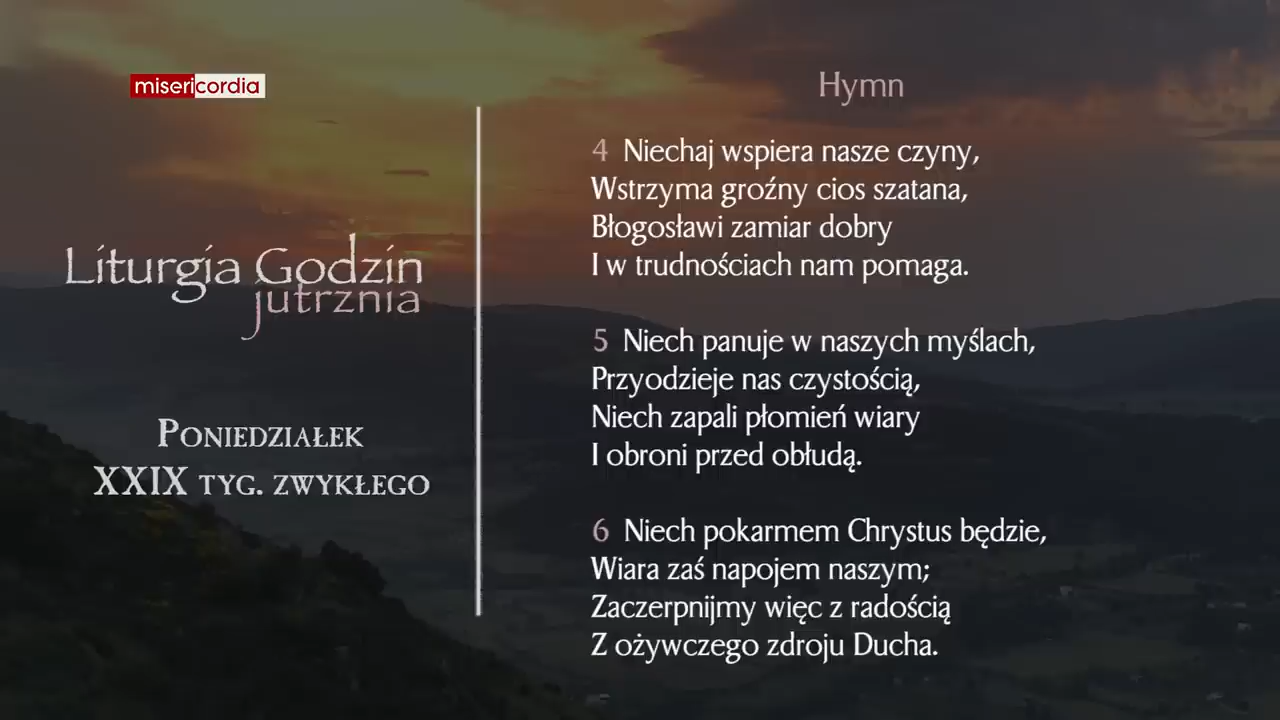 misericordia
Liturgia Godzin
jutrznia
Poniedziałek
XXIX tyg. zwykłego
Hymn
4 Niechaj wspiera nasze czyny,
Wstrzyma groźny cios szatana,
Błogosławi zamiar dobry
I w trudnościach nam pomaga.
5 Niech panuje w naszych myślach,
Przyodzieje nas czystością,
Niech zapali płomień wiary
I obroni przed obłudą.
6 Niech pokarmem Chrystus będzie,
Wiara zaś napojem naszym;
Zaczerpnijmy więc z radością
Z ożywczego zdroju Ducha.